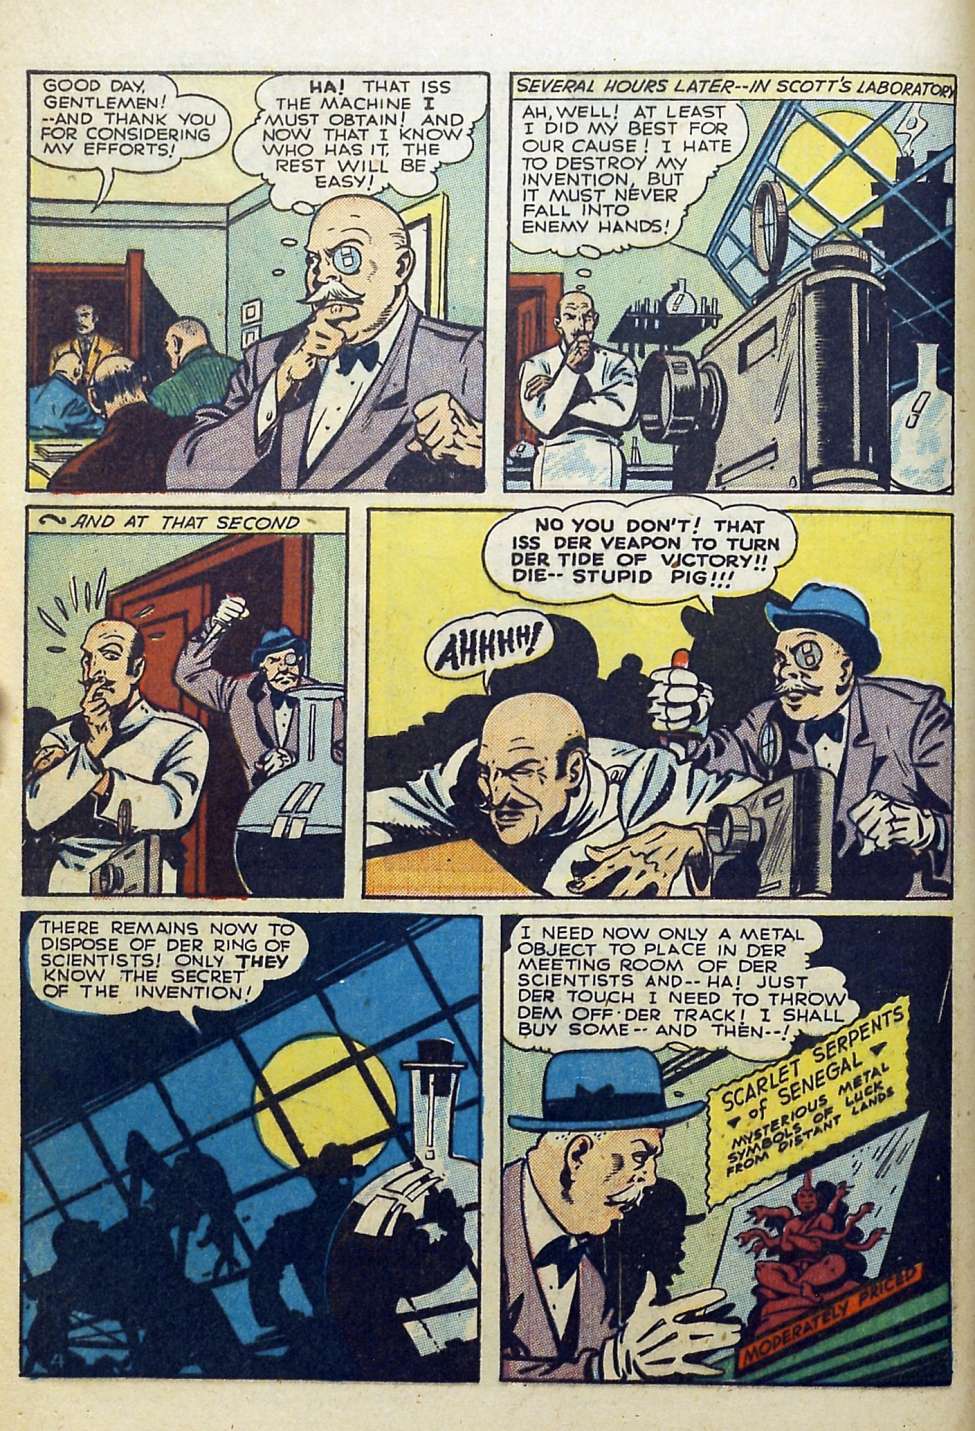 GOOD DAY,
GENTLEMEN!
--AND THANK YOU
FOR CONSIDERING
MY EFFORTS!
HA! THAT ISS
THE MACHINE I
MUST OBTAIN! AND
NOW THAT I KNOW
WHO HAS IT, THE
REST WILL BE
EASY!
SEVERAL HOURS LATER--IN SCOTT'S LABORATORY
AH, WELL! AT LEAST
I DID MY BEST FOR
OUR CAUSE! I HATE
TO DESTROY MY
INVENTION, BUT
IT MUST NEVER
FALL INTO
ENEMY HANDS!
~ AND AT THAT SECOND
NO YOU DON'T! THAT
ISS DER VEAPON TO TURN
DER TIDE OF VICTORY!!
DIE-- STUPID PIG!!!
AHHHH!
THERE REMAINS NOW TO
DISPOSE OF DER RING OF
SCIENTISTS! ONLY THEY
KNOW THE SECRET
OF THE INVENTION!
I NEED NOW ONLY A METAL
OBJECT TO PLACE IN DER
MEETING ROOM OF DER
SCIENTISTS AND-- HA! JUST
DER TOUCH I NEED TO THROW
DEM OFF DER TRACK! I SHALL
BUY SOME-- AND THEN--!
SCARLET SERPENTS
of SENEGAL
MYSTERIOUS METAL
SYMBOLS OF LUCK
FROM DISTANT LANDS
MODERATELY PRICED